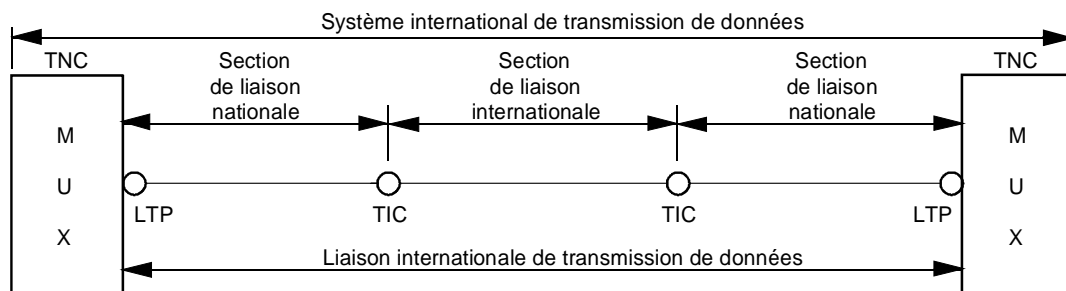 Système international de transmission de données
TNC
TNC
Section
de liaison
nationale
Section
de liaison
internationale
Section
de liaison
nationale
M
U
X
M
U
X
LTP
TIC
TIC
LTP
Liaison internationale de transmission de données